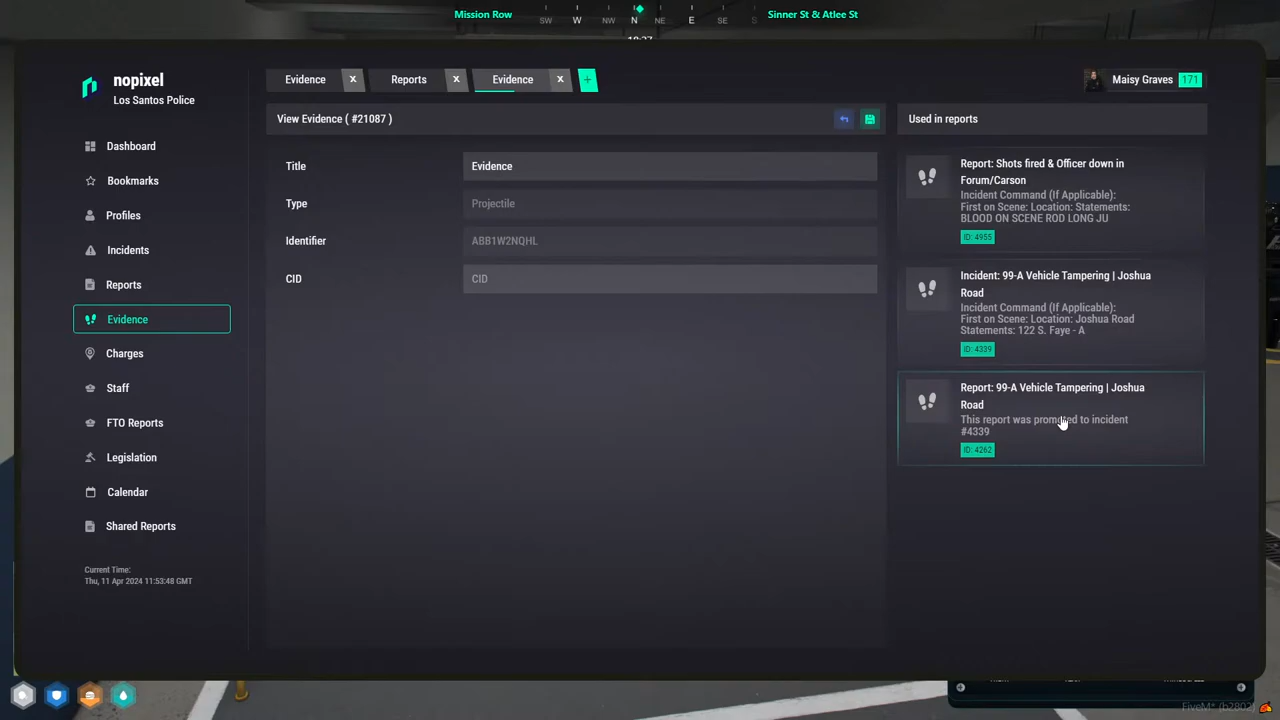 Mission Row
SW W NW N NE E SE S
Sinner St & Atlee St
nopixel
Los Santos Police
Evidence x Reports x Evidence x +
Maisy Graves 171
Dashboard
Bookmarks
Profiles
Incidents
Reports
Evidence
Charges
Staff
FTO Reports
Legislation
Calendar
Shared Reports
Current Time:
Thu, 11 Apr 2024 11:53:48 GMT
View Evidence ( #21087 )
Title Evidence
Type Projectile
Identifier ABB1W2NQHL
CID CID
Used in reports
Report: Shots fired & Officer down in
Forum/Carson
Incident Command (If Applicable):
First on Scene: Location: Statements:
BLOOD ON SCENE ROD LONG JU
ID: 4955
Incident: 99-A Vehicle Tampering | Joshua
Road
Incident Command (If Applicable):
First on Scene: Location: Joshua Road
Statements: 122 S. Faye - A
ID: 4339
Report: 99-A Vehicle Tampering | Joshua
Road
This report was promoted to incident
#4339
ID: 4262
FiveM* (b2802)